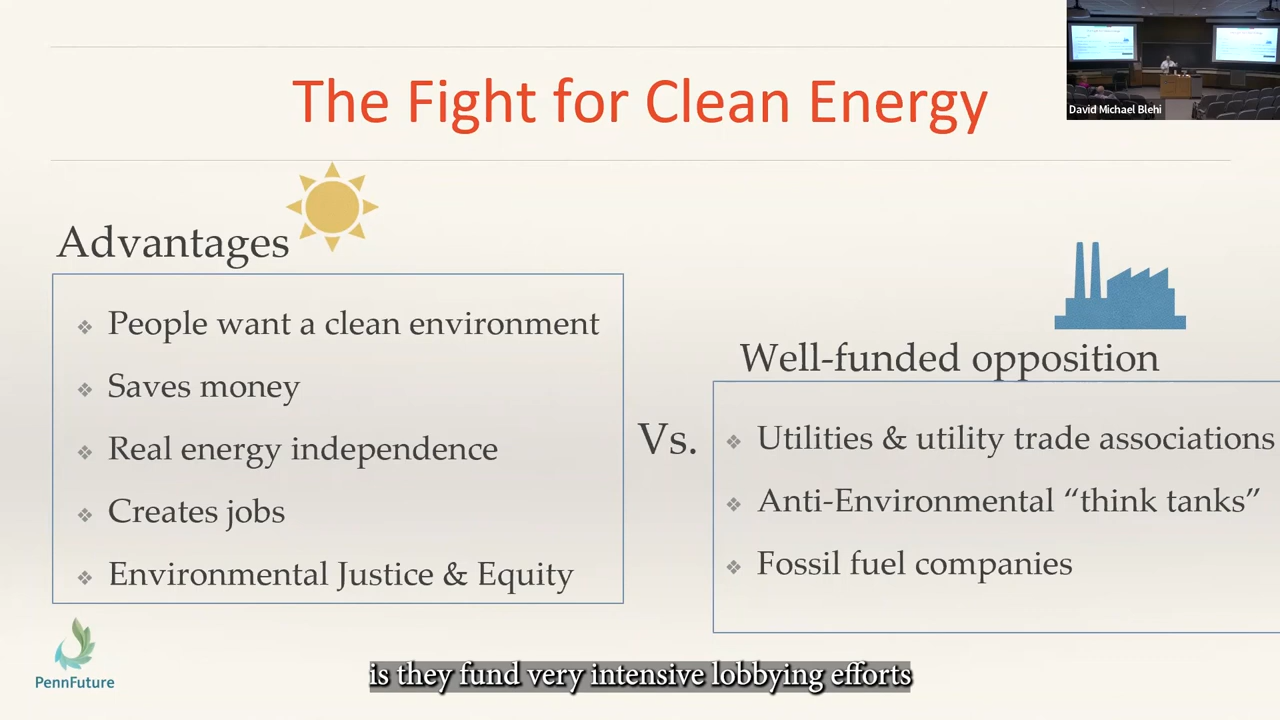 The Fight for Clean Energy
David Michael Blehi
Advantages
❖ People want a clean environment
❖ Saves money
❖ Real energy independence
❖ Creates jobs
❖ Environmental Justice & Equity
Vs.
Well-funded opposition
❖ Utilities & utility trade associations
❖ Anti-Environmental “think tanks”
❖ Fossil fuel companies
PennFuture
is they fund very intensive lobbying efforts